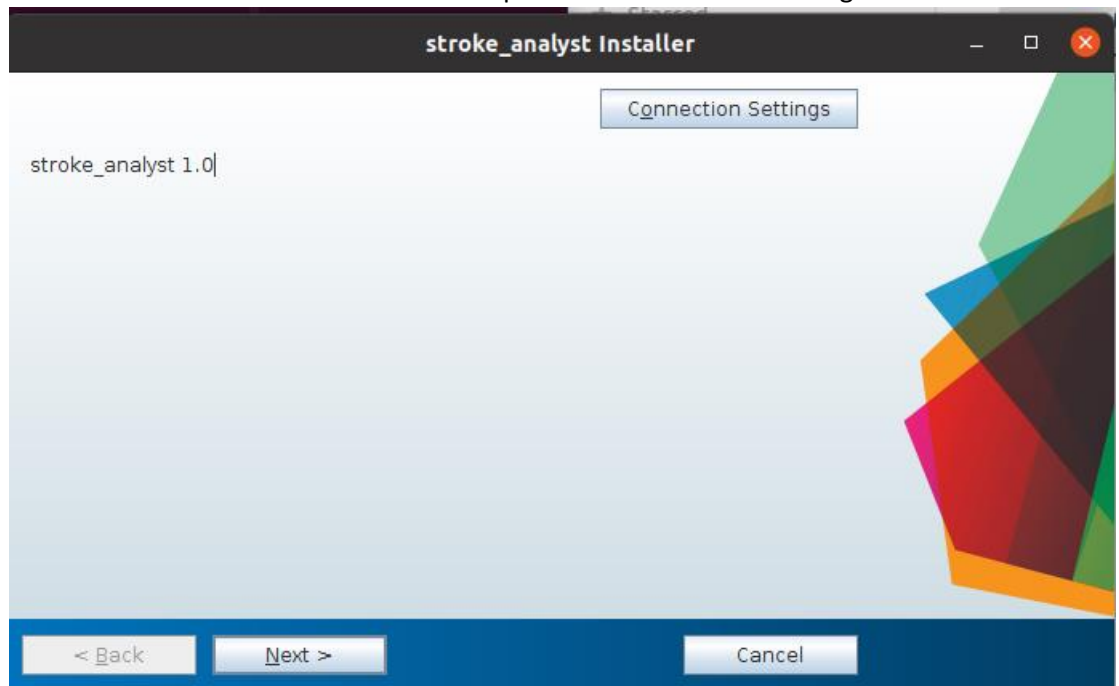 stroke_analyst Installer
Connection Settings
stroke_analyst 1.0
< Back
Next >
Cancel